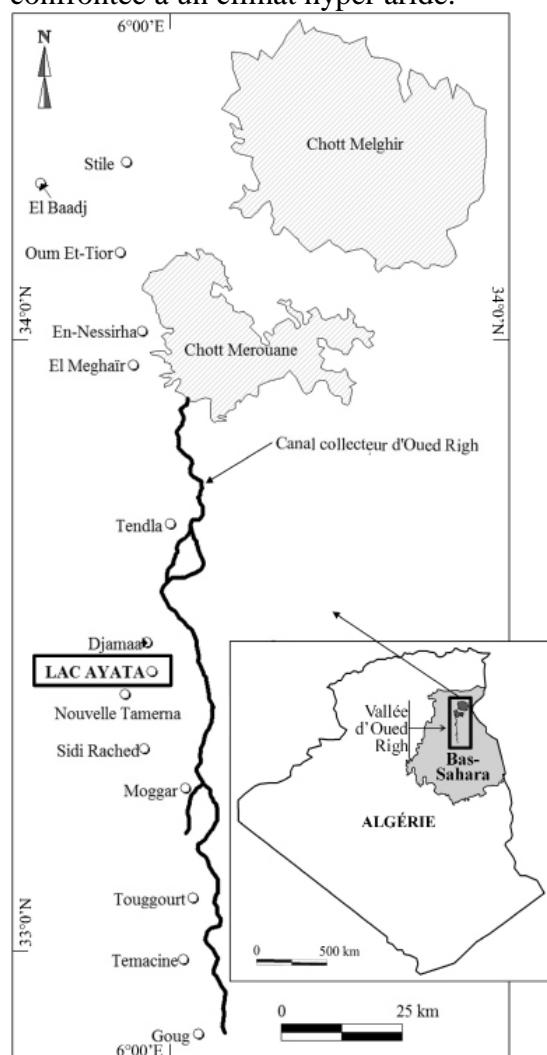 confrontée à un climat hyper aride.
6°00'E
N
Chott Melghir
Stile
El Baadj
Oum Et-Tior
34°0'N
34°0'N
En-Nessirha
Chott Merouane
El Meghaïr
Canal collecteur d'Oued Righ
Tendla
Djamaa
LAC AYATA
Nouvelle Tamerna
Vallée
d'Oued
Righ
Sidi Rached
Bas-
Sahara
Moggar
ALGÉRIE
Touggourt
33°0'N
0 500 km
Temacine
0 25 km
Goug
6°00'E